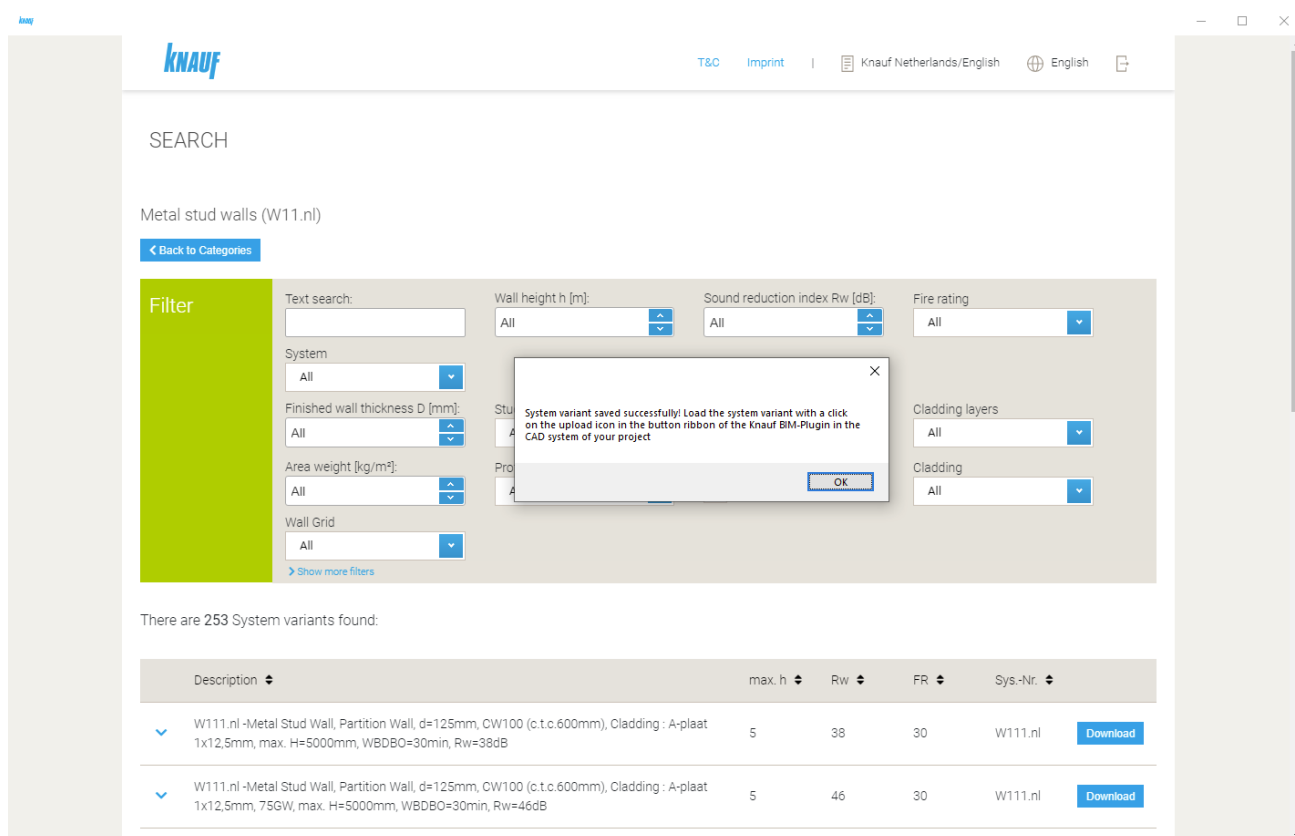 knauf
KNAUF
T&C Imprint | Knauf Netherlands/English English
SEARCH
Metal stud walls (W11.nl)
Back to Categories
Filter
Text search:
Wall height h [m]:
All
Sound reduction index Rw [dB]:
All
Fire rating
All
System
All
Finished wall thickness D [mm]:
All
Stu
Cladding layers
All
Area weight [kg/m²]:
All
Pro
Cladding
All
Wall Grid
All
Show more filters
System variant saved successfully! Load the system variant with a click
on the upload icon in the button ribbon of the Knauf BIM-Plugin in the
CAD system of your project
OK
There are 253 System variants found:
Description max. h Rw FR Sys.-Nr.
W111.nl -Metal Stud Wall, Partition Wall, d=125mm, CW100 (c.t.c.600mm), Cladding : A-plaat
1x12,5mm, max. H=5000mm, WBDBO=30min, Rw=38dB
5 38 30 W111.nl Download
W111.nl -Metal Stud Wall, Partition Wall, d=125mm, CW100 (c.t.c.600mm), Cladding : A-plaat
1x12,5mm, 75GW, max. H=5000mm, WBDBO=30min, Rw=46dB
5 46 30 W111.nl Download